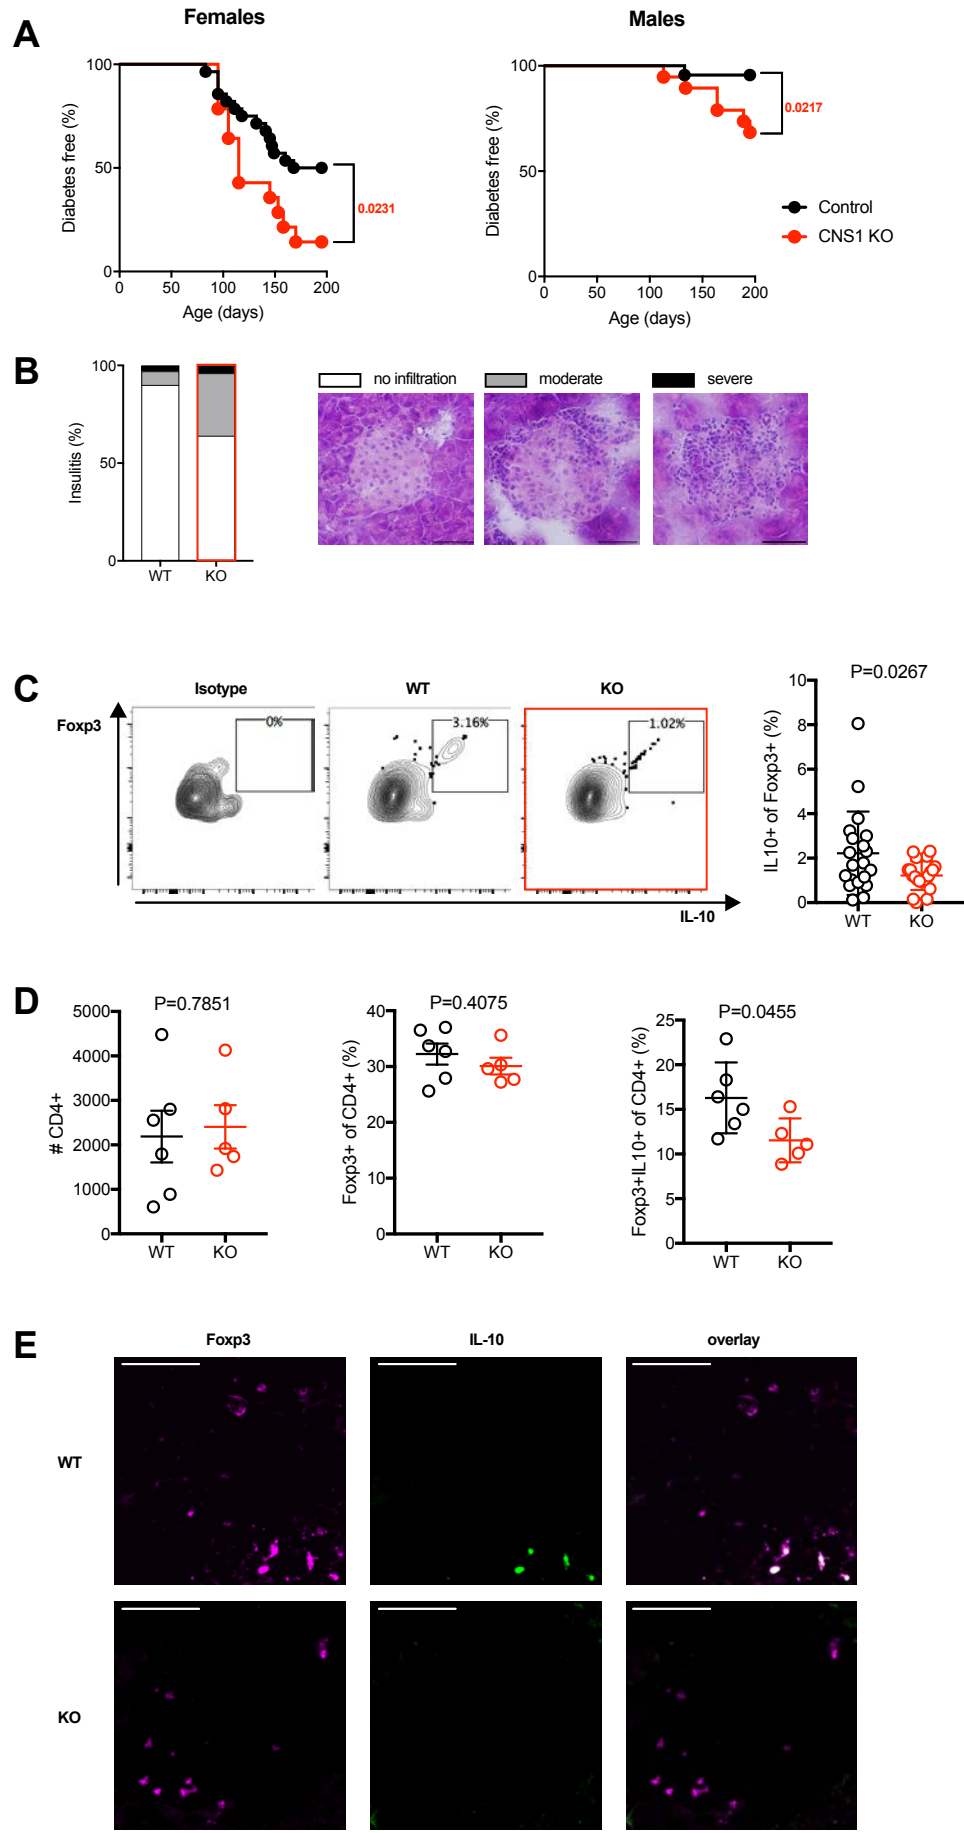 A
Females
Males
Diabetes free (%)
100
50
0
0 50 100 150 200
Age (days)
0.0231
Diabetes free (%)
100
50
0
0 50 100 150 200
Age (days)
0.0217
Control
CNS1 KO
B
Insulitis (%)
100
50
0
WT KO
no infiltration moderate severe
C
Isotype WT KO
Foxp3
0% 3.16% 1.02%
IL-10
P=0.0267
IL10+ of Foxp3+ (%)
10
8
6
4
2
0
WT KO
D
P=0.7851
# CD4+
5000
4000
3000
2000
1000
0
WT KO
P=0.4075
Foxp3+ of CD4+ (%)
40
30
20
10
0
WT KO
P=0.0455
Foxp3+IL10+ of CD4+ (%)
25
20
15
10
5
0
WT KO
E
Foxp3 IL-10 overlay
WT
KO